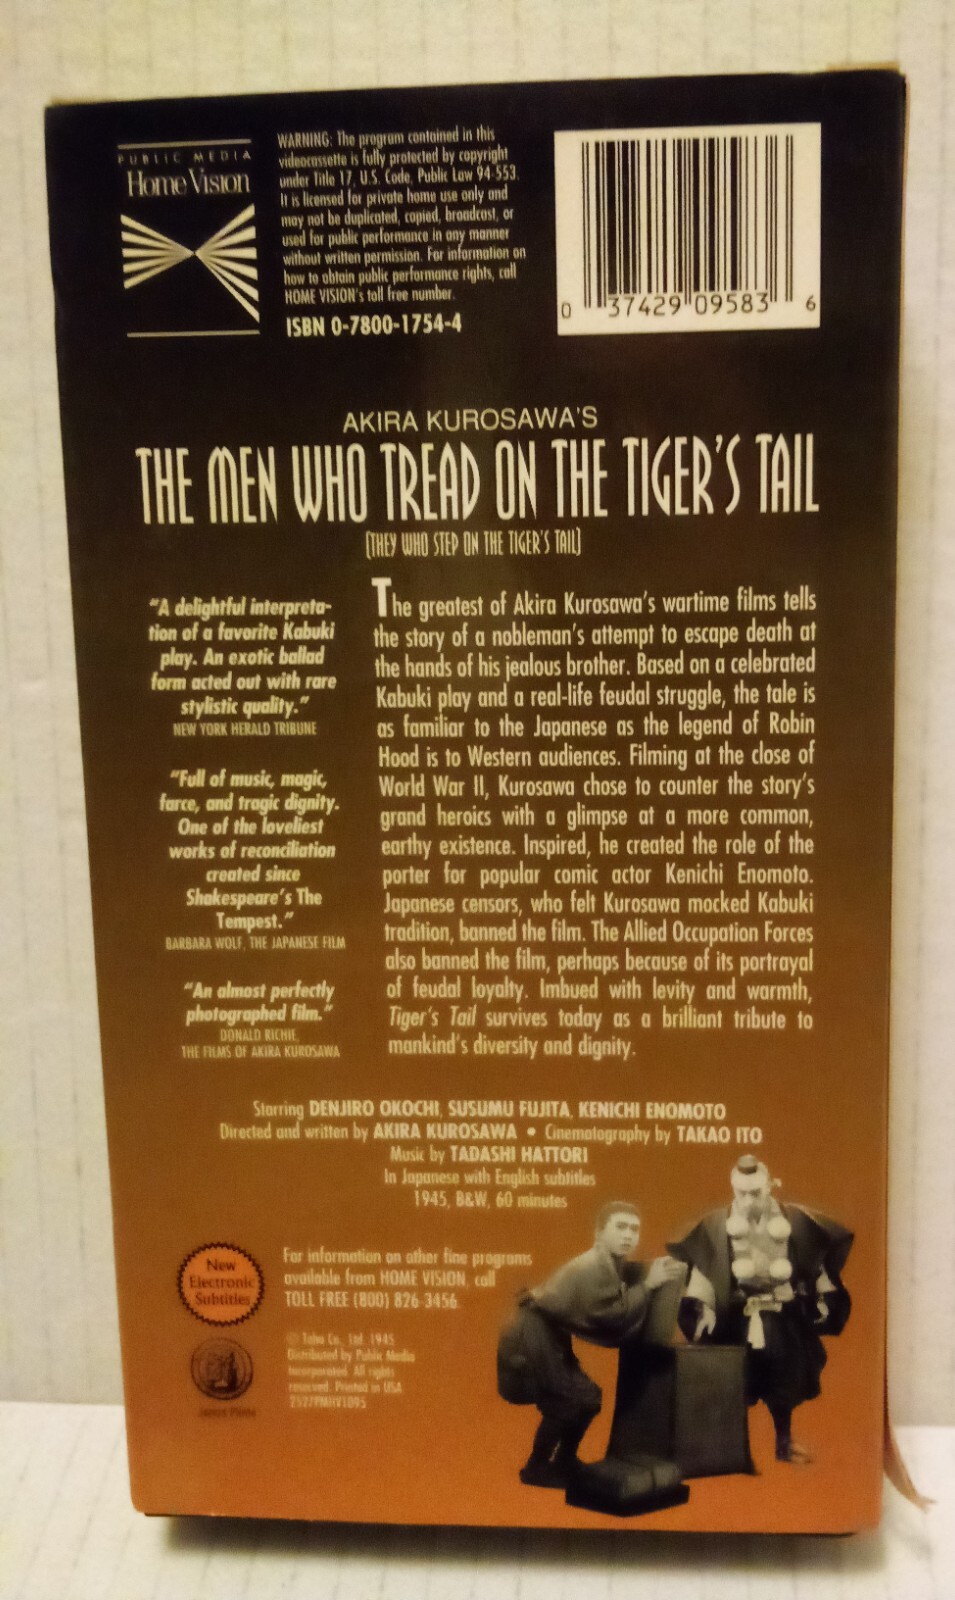 PUBLIC MEDIA
Home Vision
WARNING: The program contained in this
videocassette is fully protected by copyright
under Title 17, U.S. Code, Public Law 94-553.
It is licensed for private home use only and
may not be duplicated, copied, broadcast, or
used for public performance in any manner
without written permission. For information on
how to obtain public performance rights, call
HOME VISION's toll free number.
ISBN 0-7800-1754-4
0 37429 09583 6
AKIRA KUROSAWA'S
THE MEN WHO TREAD ON THE TIGER'S TAIL
(THEY WHO STEP ON THE TIGER'S TAIL)
"A delightful interpreta-
tion of a favorite Kabuki
play. An exotic ballad
form acted out with rare
stylistic quality."
NEW YORK HERALD TRIBUNE
"Full of music, magic,
farce, and tragic dignity.
One of the loveliest
works of reconciliation
created since
Shakespeare's The
Tempest."
BARBARA WOLF, THE JAPANESE FILM
"An almost perfectly
photographed film."
DONALD RICHIE,
THE FILMS OF AKIRA KUROSAWA
The greatest of Akira Kurosawa's wartime films tells
the story of a nobleman's attempt to escape death at
the hands of his jealous brother. Based on a celebrated
Kabuki play and a real-life feudal struggle, the tale is
as familiar to the Japanese as the legend of Robin
Hood is to Western audiences. Filming at the close of
World War II, Kurosawa chose to counter the story's
grand heroics with a glimpse at a more common,
earthy existence. Inspired, he created the role of the
porter for popular comic actor Kenichi Enomoto.
Japanese censors, who felt Kurosawa mocked Kabuki
tradition, banned the film. The Allied Occupation Forces
also banned the film, perhaps because of its portrayal
of feudal loyalty. Imbued with levity and warmth,
Tiger's Tail survives today as a brilliant tribute to
mankind's diversity and dignity.
Starring DENJIRO OKOCHI, SUSUMU FUJITA, KENICHI ENOMOTO
Directed and written by AKIRA KUROSAWA • Cinematography by TAKAO ITO
Music by TADASHI HATTORI
In Japanese with English subtitles
1945, B&W, 60 minutes
New
Electronic
Subtitles
For information on other fine programs
available from HOME VISION, call
TOLL FREE (800) 826-3456
© Toho Co., Ltd. 1945
Distributed by Public Media
Incorporated. All rights
reserved. Printed in USA
Janus Films